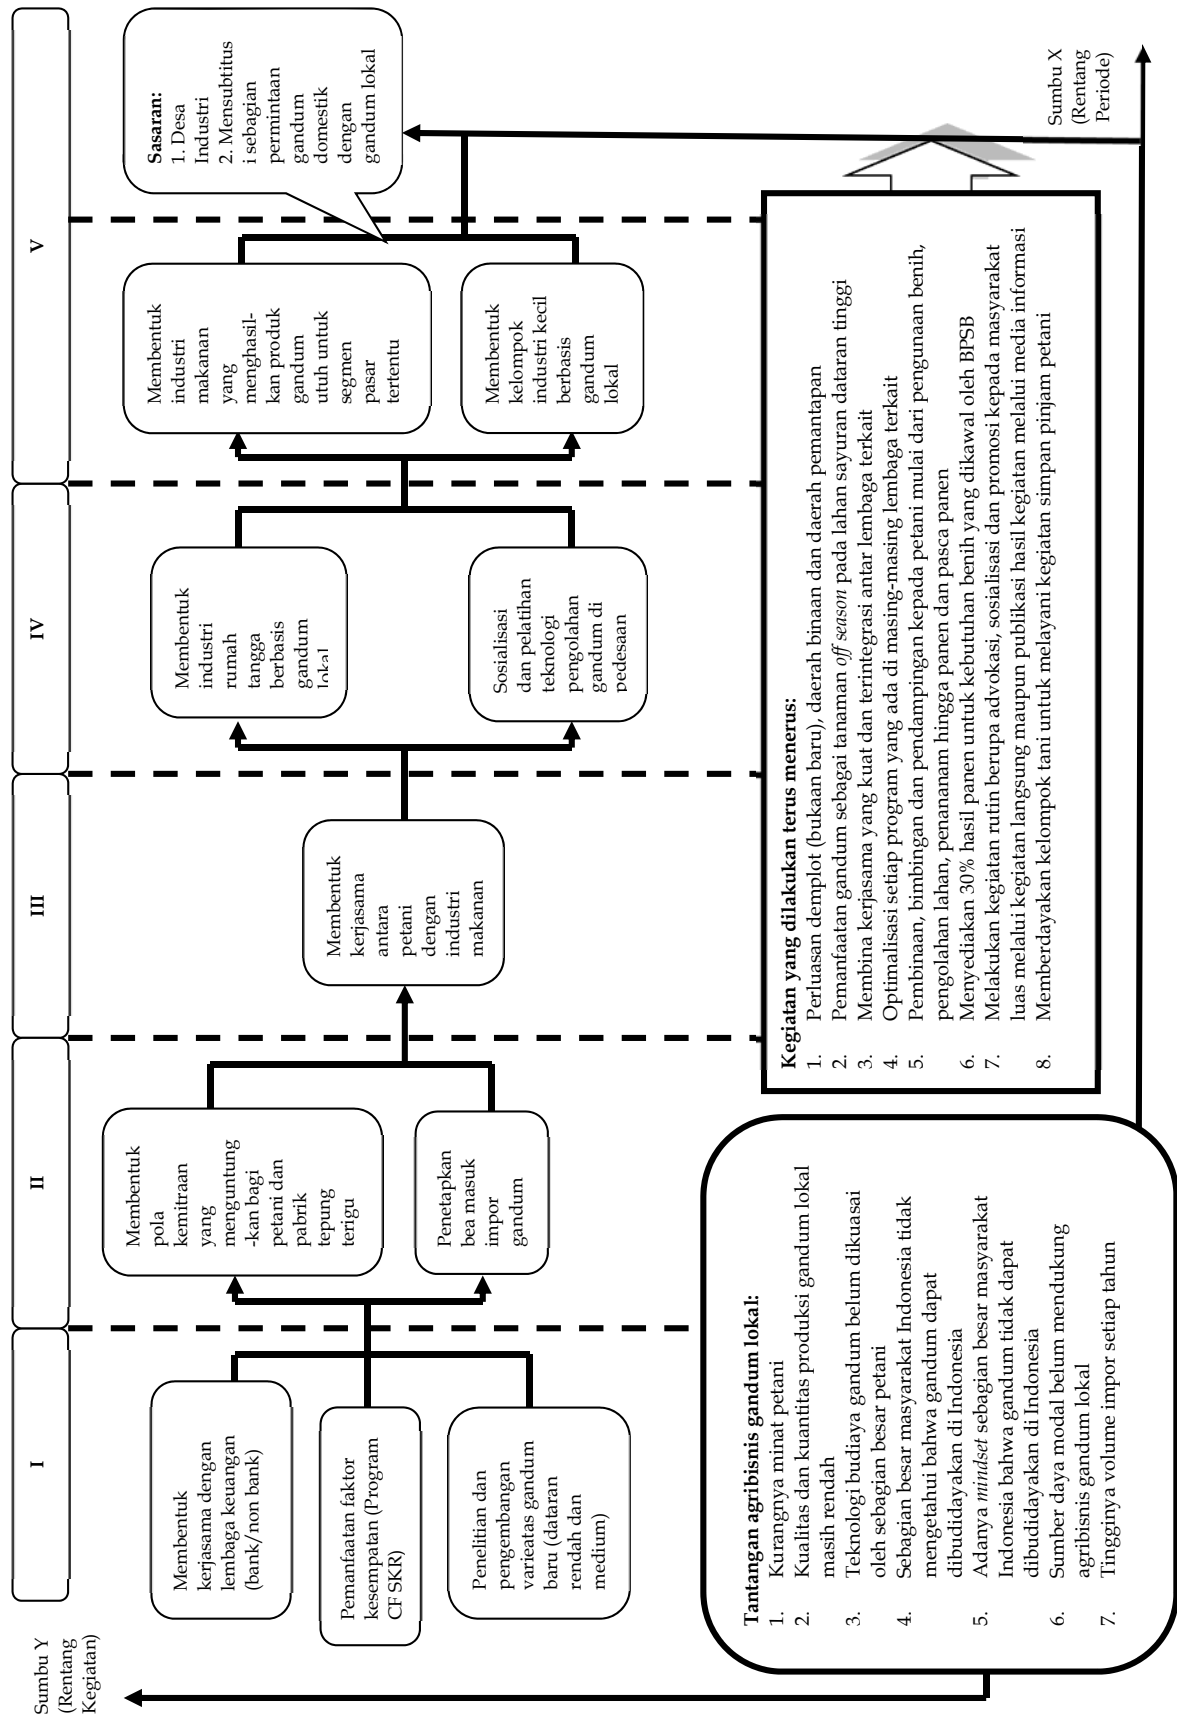 Sumbu Y
(Rentang
Kegiatan)
I
II
III
IV
V
Membentuk
kerjasama dengan
lembaga keuangan
(bank/non bank)
Pemanfaatan faktor
kesempatan (Program
CF SKR)
Penelitian dan
pengembangan
varieatas gandum
baru (dataran
rendah dan
medium)
Membentuk
pola
kemitraan
yang
menguntung
-kan bagi
petani dan
pabrik
tepung
terigu
Penetapkan
bea masuk
impor
gandum
Membentuk
kerjasama
antara
petani
dengan
industri
makanan
Membentuk
industri
rumah
tangga
berbasis
gandum
lokal
Sosialisasi
dan pelatihan
teknologi
pengolahan
gandum di
pedesaan
Membentuk
industri
makanan
yang
menghasil-
kan produk
gandum
utuh untuk
segmen
pasar
tertentu
Membentuk
kelompok
industri kecil
berbasis
gandum
lokal
Sasaran:
1. Desa
Industri
2. Mensubtitus
i sebagian
permintaan
gandum
domestik
dengan
gandum lokal
Tantangan agribisnis gandum lokal:
1. Kurangnya minat petani
2. Kualitas dan kuantitas produksi gandum lokal
masih rendah
3. Teknologi budiaya gandum belum dikuasai
oleh sebagian besar petani
4. Sebagian besar masyarakat Indonesia tidak
mengetahui bahwa gandum dapat
dibudidayakan di Indonesia
5. Adanya mindset sebagian besar masyarakat
Indonesia bahwa gandum tidak dapat
dibudidayakan di Indonesia
6. Sumber daya modal belum mendukung
agribisnis gandum lokal
7. Tingginya volume impor setiap tahun
Kegiatan yang dilakukan terus menerus:
1. Perluasan demplot (bukaan baru), daerah binaan dan daerah pemantapan
2. Pemanfaatan gandum sebagai tanaman off season pada lahan sayuran dataran tinggi
3. Membina kerjasama yang kuat dan terintegrasi antar lembaga terkait
4. Optimalisasi setiap program yang ada di masing-masing lembaga terkait
5. Pembinaan, bimbingan dan pendampingan kepada petani mulai dari pengunaan benih,
pengolahan lahan, penananam hingga panen dan pasca panen
6. Menyediakan 30% hasil panen untuk kebutuhan benih yang dikawal oleh BPSB
7. Melakukan kegiatan rutin berupa advokasi, sosialisasi dan promosi kepada masyarakat
luas melalui kegiatan langsung maupun publikasi hasil kegiatan melalui media informasi
8. Memberdayakan kelompok tani untuk melayani kegiatan simpan pinjam petani
Sumbu X
(Rentang
Periode)